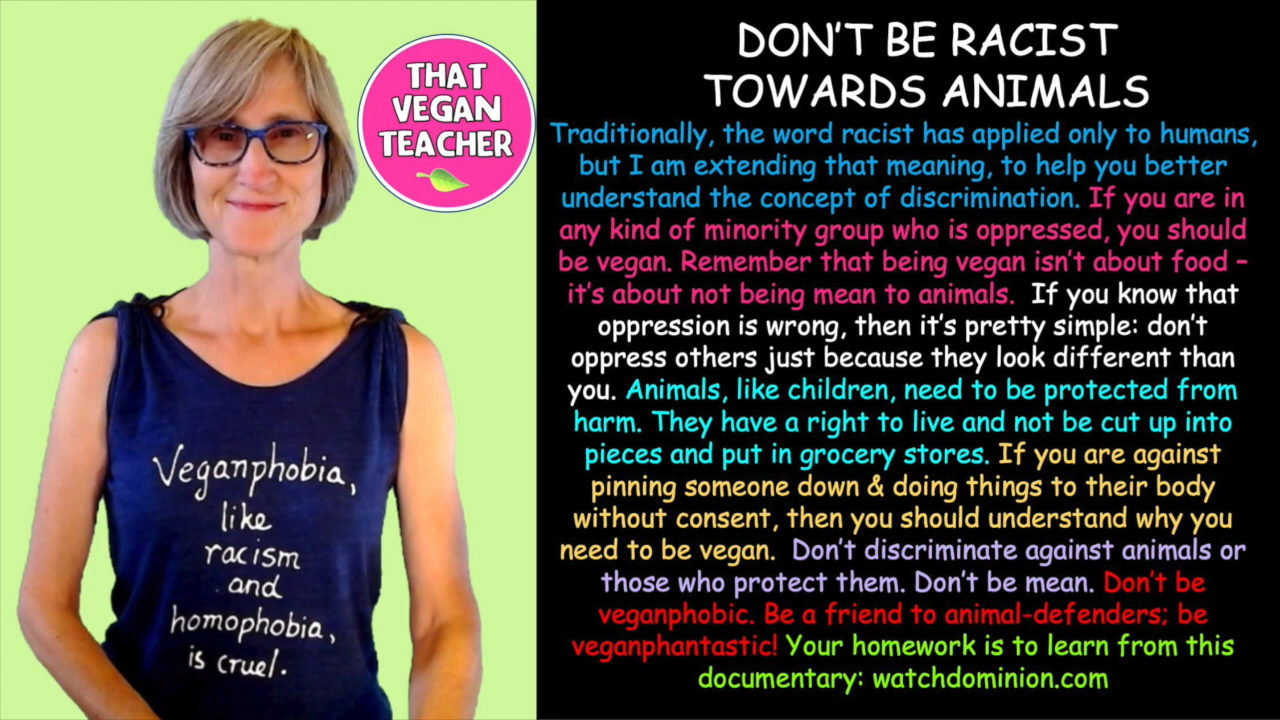 THAT
VEGAN
TEACHER
Veganphobia,
like
racism
and
homophobia,
is cruel.
DON'T BE RACIST
TOWARDS ANIMALS
Traditionally, the word racist has applied only to humans,
but I am extending that meaning, to help you better
understand the concept of discrimination. If you are in
any kind of minority group who is oppressed, you should
be vegan. Remember that being vegan isn't about food –
it's about not being mean to animals. If you know that
oppression is wrong, then it's pretty simple: don't
oppress others just because they look different than
you. Animals, like children, need to be protected from
harm. They have a right to live and not be cut up into
pieces and put in grocery stores. If you are against
pinning someone down & doing things to their body
without consent, then you should understand why you
need to be vegan. Don't discriminate against animals or
those who protect them. Don't be mean. Don't be
veganphobic. Be a friend to animal-defenders; be
veganphantastic! Your homework is to learn from this
documentary: watchdominion.com